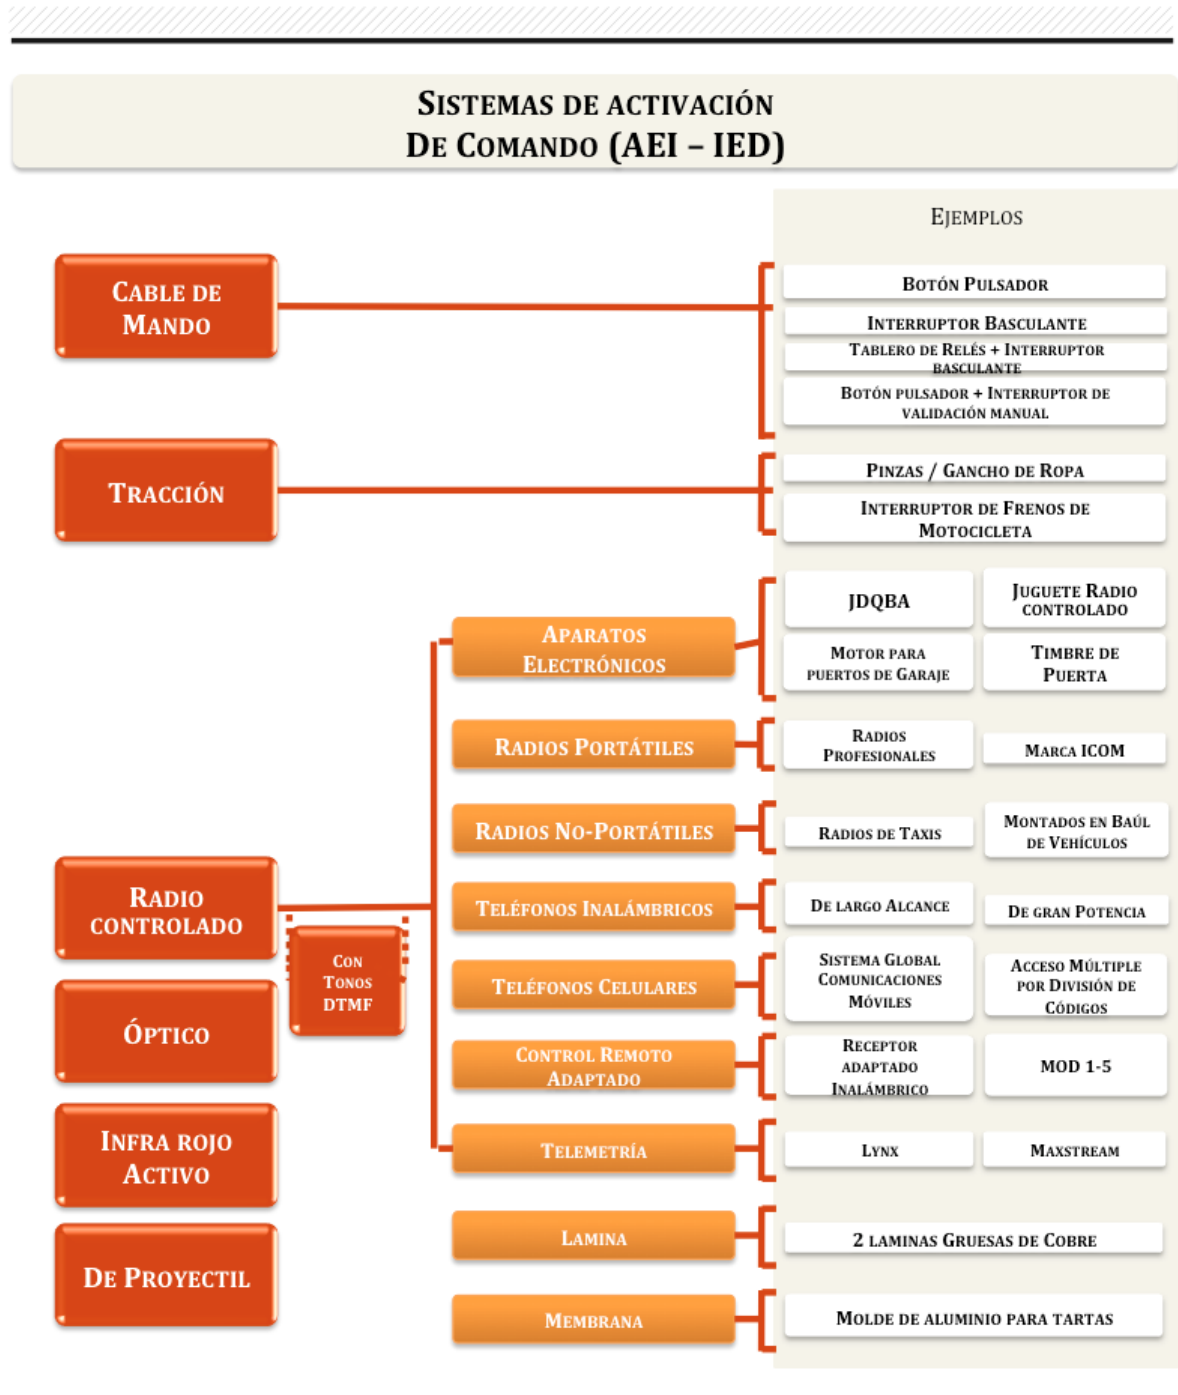 SISTEMAS DE ACTIVACIÓN
DE COMANDO (AEI – IED)
EJEMPLOS
CABLE DE
MANDO
BOTÓN PULSADOR
INTERRUPTOR BASCULANTE
TABLERO DE RELÉS + INTERRUPTOR
BASCULANTE
BOTÓN PULSADOR + INTERRUPTOR DE
VALIDACIÓN MANUAL
TRACCIÓN
PINZAS / GANCHO DE ROPA
INTERRUPTOR DE FRENOS DE
MOTOCICLETA
RADIO
CONTROLADO
CON
TONOS
DTMF
APARATOS
ELECTRÓNICOS
JDQBA
JUGUETE RADIO
CONTROLADO
MOTOR PARA
PUERTOS DE GARAJE
TIMBRE DE
PUERTA
RADIOS PORTÁTILES
RADIOS
PROFESIONALES
MARCA ICOM
RADIOS NO-PORTÁTILES
RADIOS DE TAXIS
MONTADOS EN BAÚL
DE VEHÍCULOS
TELÉFONOS INALÁMBRICOS
DE LARGO ALCANCE
DE GRAN POTENCIA
TELÉFONOS CELULARES
SISTEMA GLOBAL
COMUNICACIONES
MÓVILES
ACCESO MÚLTIPLE
POR DIVISIÓN DE
CÓDIGOS
CONTROL REMOTO
ADAPTADO
RECEPTOR
ADAPTADO
INALÁMBRICO
MOD 1-5
TELEMETRÍA
LYNX
MAXSTREAM
ÓPTICO
INFRA ROJO
ACTIVO
DE PROYECTIL
LAMINA
2 LAMINAS GRUESAS DE COBRE
MEMBRANA
MOLDE DE ALUMINIO PARA TARTAS